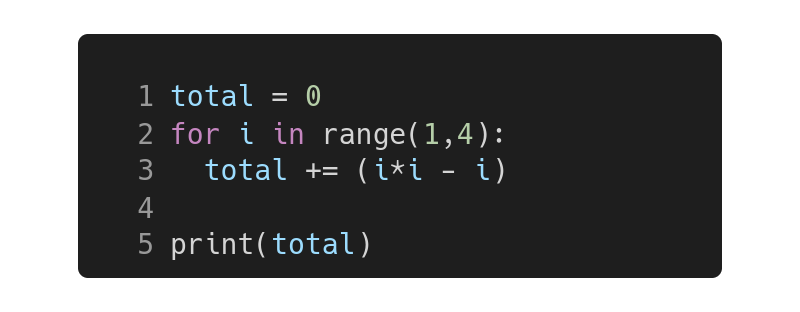 1 total = 0
2 for i in range(1,4):
3   total += (i*i - i)
4
5 print(total)